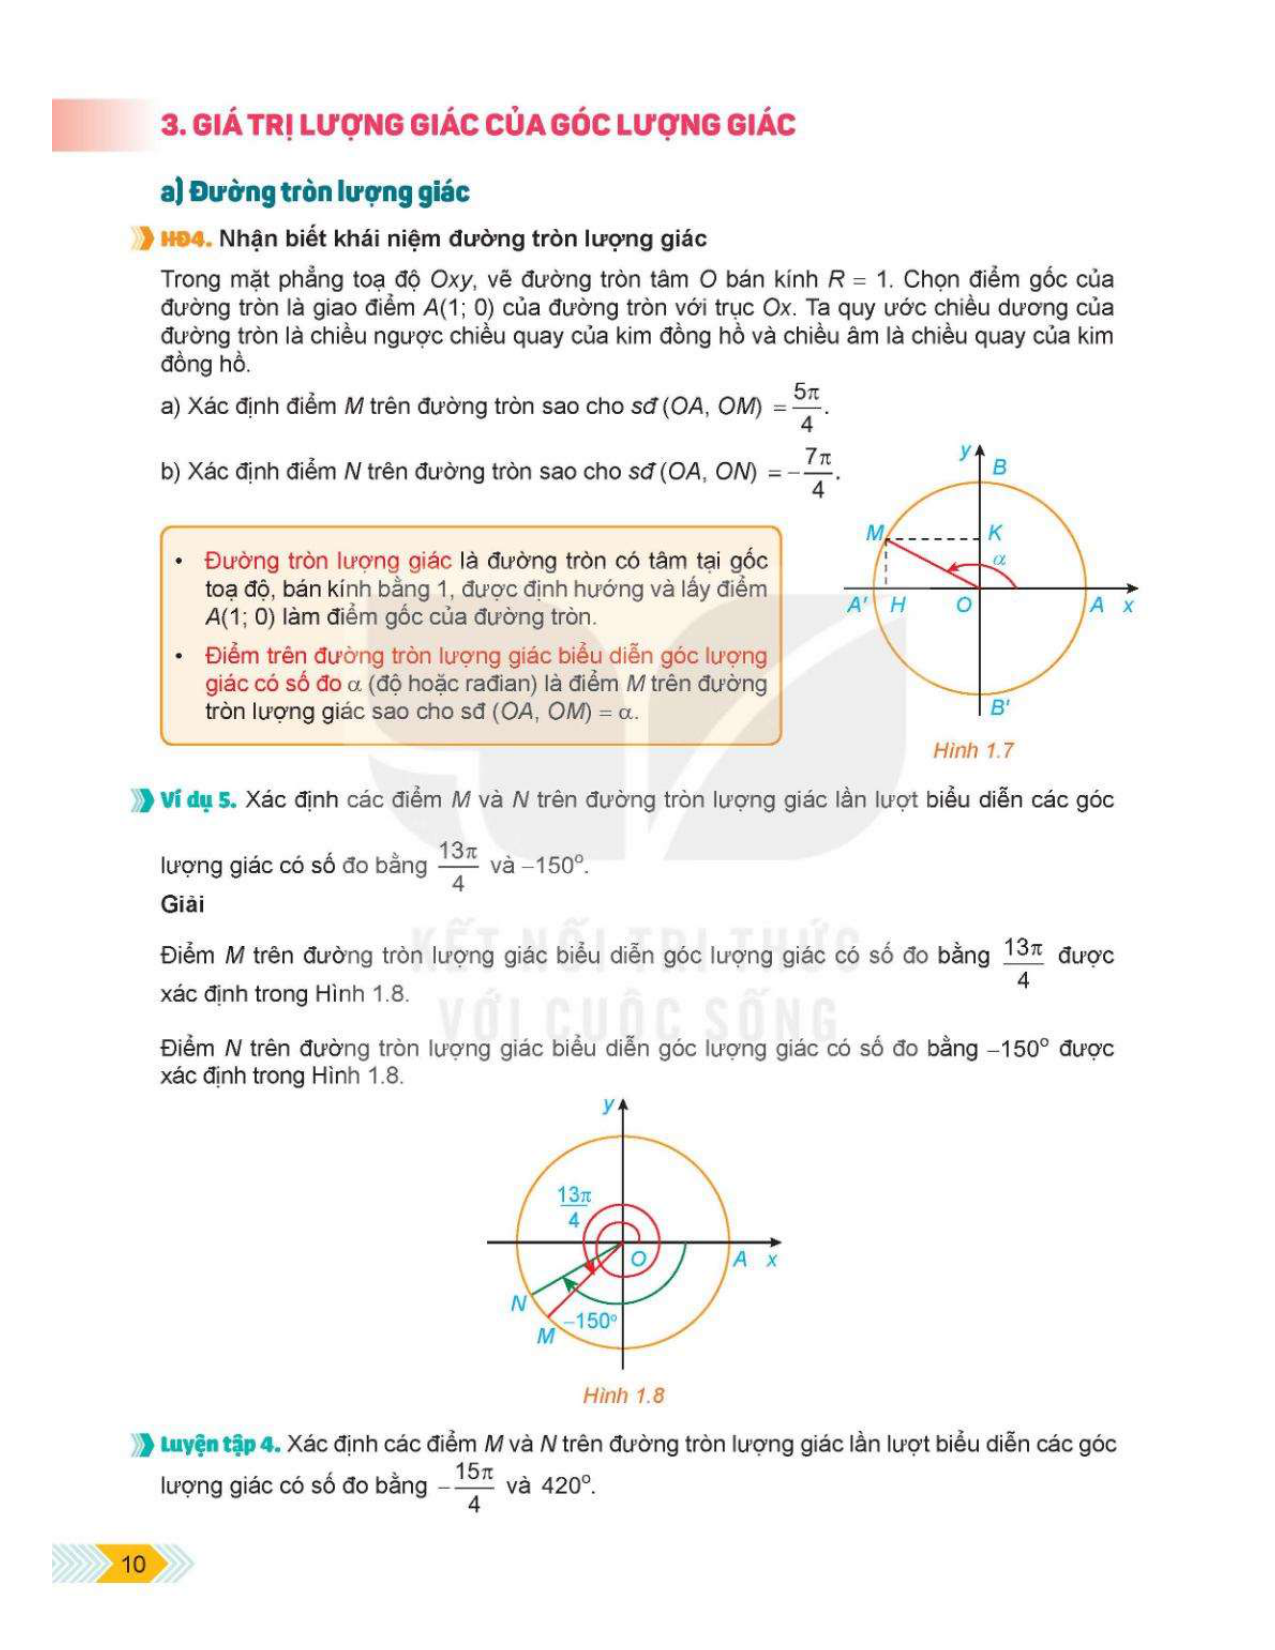 3. GIÁ TRỊ LƯỢNG GIÁC CỦA GÓC LƯỢNG GIÁC
a) Đường tròn lượng giác
HĐ4. Nhận biết khái niệm đường tròn lượng giác
Trong mặt phẳng toạ độ Oxy, vẽ đường tròn tâm O bán kính R = 1. Chọn điểm gốc của
đường tròn là giao điểm A(1; 0) của đường tròn với trục Ox. Ta quy ước chiều dương của
đường tròn là chiều ngược chiều quay của kim đồng hồ và chiều âm là chiều quay của kim
đồng hồ.
a) Xác định điểm M trên đường tròn sao cho sđ (OA, OM) = 5π/4.
b) Xác định điểm N trên đường tròn sao cho sđ (OA, ON) = −7π/4.
• Đường tròn lượng giác là đường tròn có tâm tại gốc
toạ độ, bán kính bằng 1, được định hướng và lấy điểm
A(1; 0) làm điểm gốc của đường tròn.
• Điểm trên đường tròn lượng giác biểu diễn góc lượng
giác có số đo α (độ hoặc rađian) là điểm M trên đường
tròn lượng giác sao cho sđ (OA, OM) = α.
y
B
M
K
α
A'
H
O
A
x
B'
Hình 1.7
Ví dụ 5. Xác định các điểm M và N trên đường tròn lượng giác lần lượt biểu diễn các góc
lượng giác có số đo bằng 13π/4 và −150°.
Giải
Điểm M trên đường tròn lượng giác biểu diễn góc lượng giác có số đo bằng 13π/4 được
xác định trong Hình 1.8.
Điểm N trên đường tròn lượng giác biểu diễn góc lượng giác có số đo bằng −150° được
xác định trong Hình 1.8.
KẾT NỐI TRI THỨC
VỚI CUỘC SỐNG
y
13π/4
O
A
x
N
−150°
M
Hình 1.8
Luyện tập 4. Xác định các điểm M và N trên đường tròn lượng giác lần lượt biểu diễn các góc
lượng giác có số đo bằng −15π/4 và 420°.
10